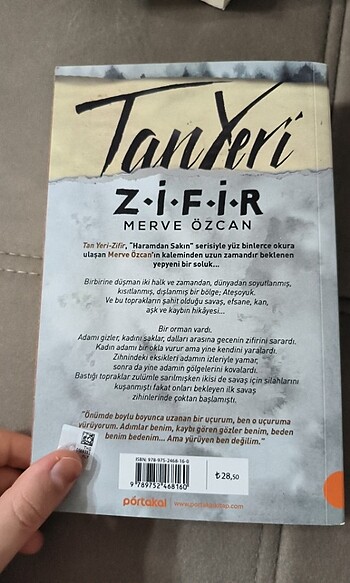 Tan Yeri
Z·İ·F·İ·R
MERVE ÖZCAN
Tan Yeri-Zifir, "Haramdan Sakın" serisiyle yüz binlerce okura
ulaşan Merve Özcan'ın kaleminden uzun zamandır beklenen
yepyeni bir soluk...
Birbirine düşman iki halk ve zamandan, dünyadan soyutlanmış,
kısıtlanmış, dışlanmış bir bölge; Ateşoyuk.
Ve bu toprakların şahit olduğu savaş, efsane, kan,
aşk ve kaybın hikâyesi...
Bir orman vardı.
Adamı gizler, kadını saklar, dalları arasına gecenin zifirini sarardı.
Kadın adamı bir okla vurur ama yine kendini yaralardı.
Zihnindeki eksikleri adamın izleriyle yamar,
sonra da yine adamın gölgelerini kovalardı.
Bastığı topraklar zulümle sarılmışken ikisi de savaş için silahlarını
kuşanmıştı fakat onları bekleyen ilk savaş
zihinlerinde çoktan başlamıştı.
"Önümde boylu boyunca uzanan bir uçurum, ben o uçuruma
yürüyorum. Adımlar benim, kaybı gören gözler benim, beden
benim bedenim... Ama yürüyen ben değilim."
ISBN: 978-975-2468-16-0
9 789752 468160
₺ 28,50
pörtakal
www.portakalkitap.com